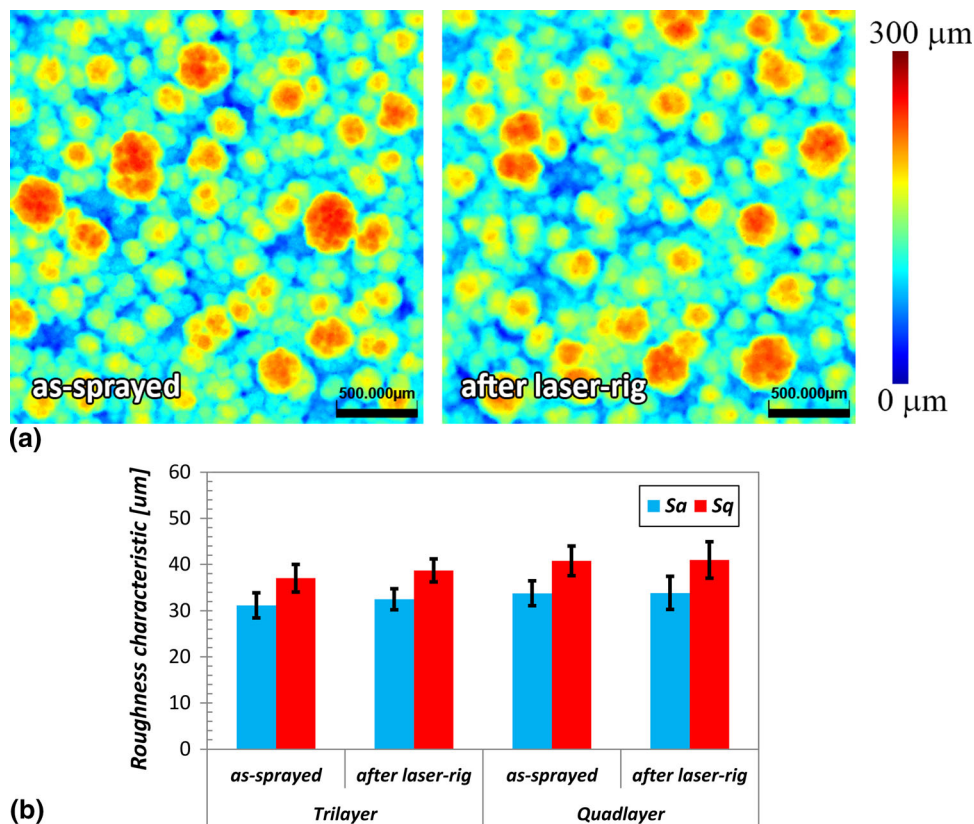 300 µm
as-sprayed
500.000µm
after laser-rig
500.000µm
0 µm
(a)
Roughness characteristic [um]
60
50
40
30
20
10
0
Sa
Sq
as-sprayed
after laser-rig
as-sprayed
after laser-rig
Trilayer
Quadlayer
(b)